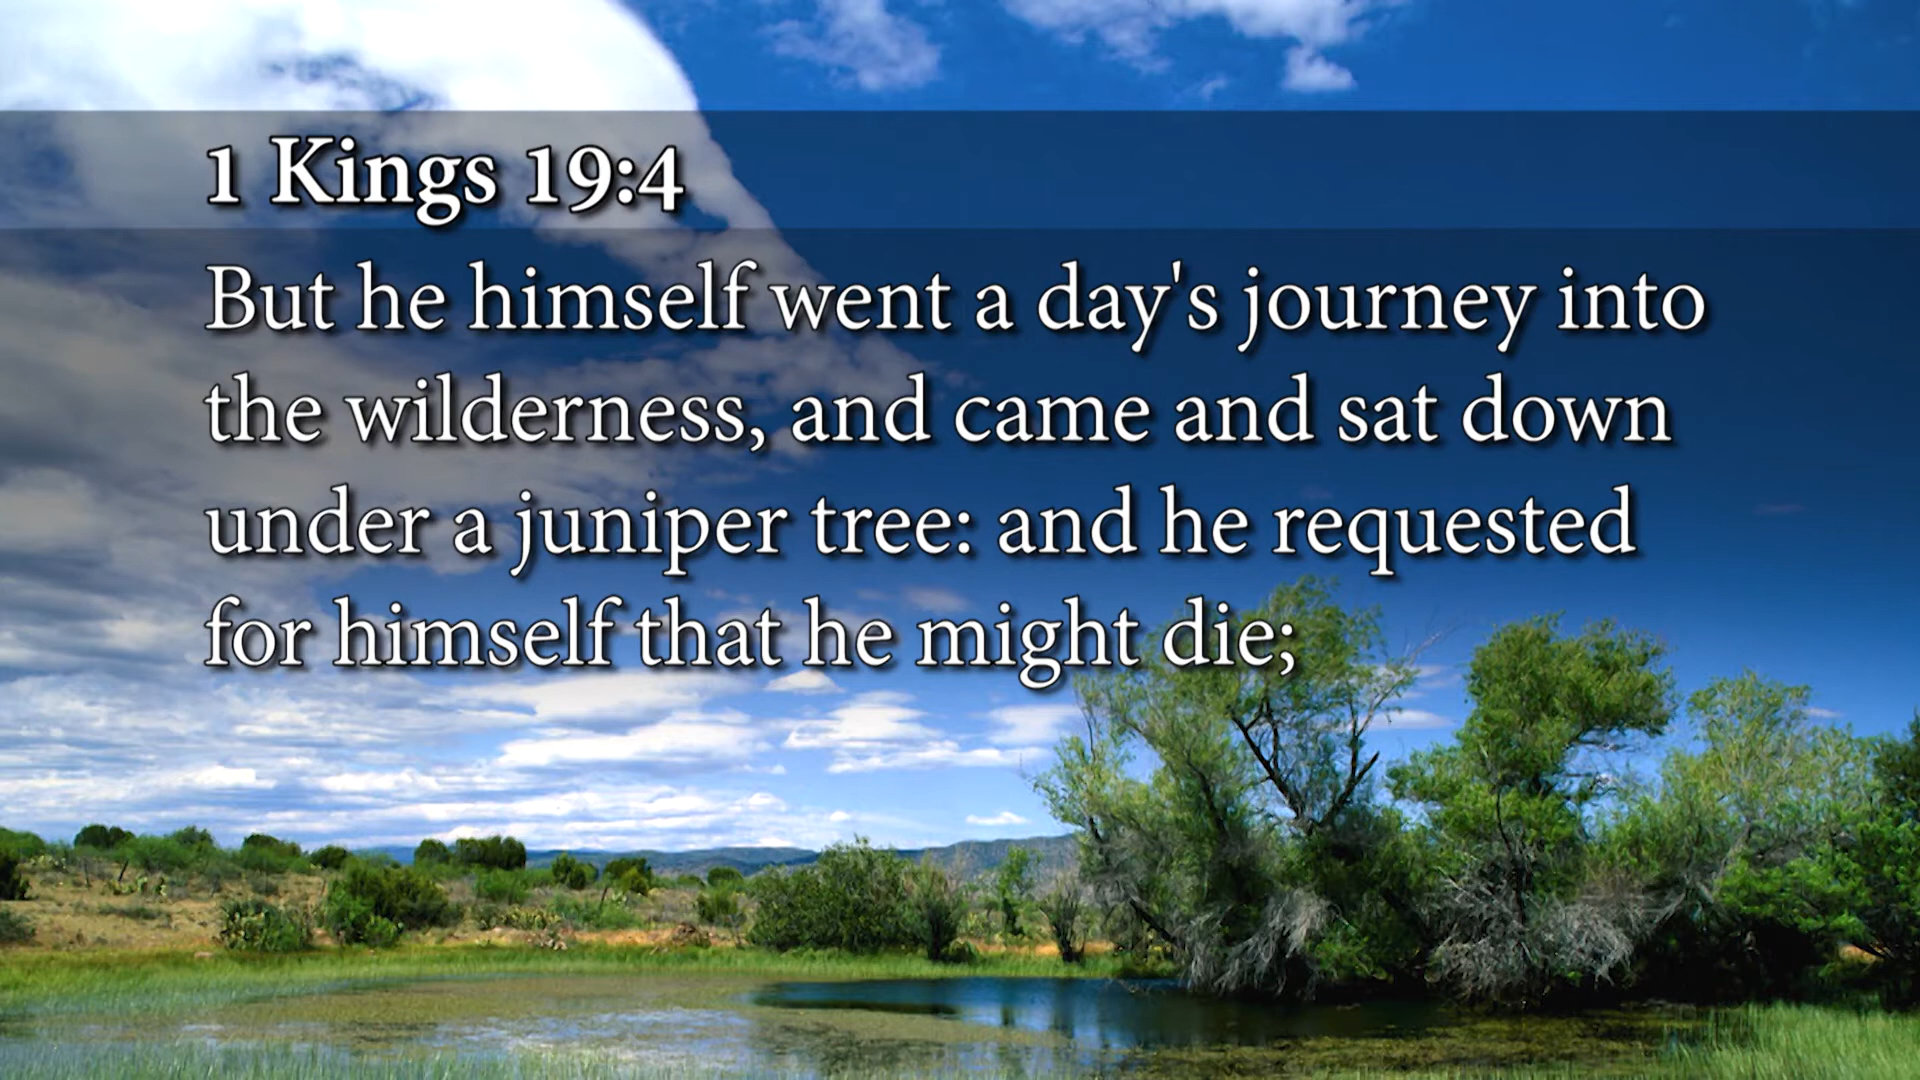 1 Kings 19:4
But he himself went a day's journey into
the wilderness, and came and sat down
under a juniper tree: and he requested
for himself that he might die;